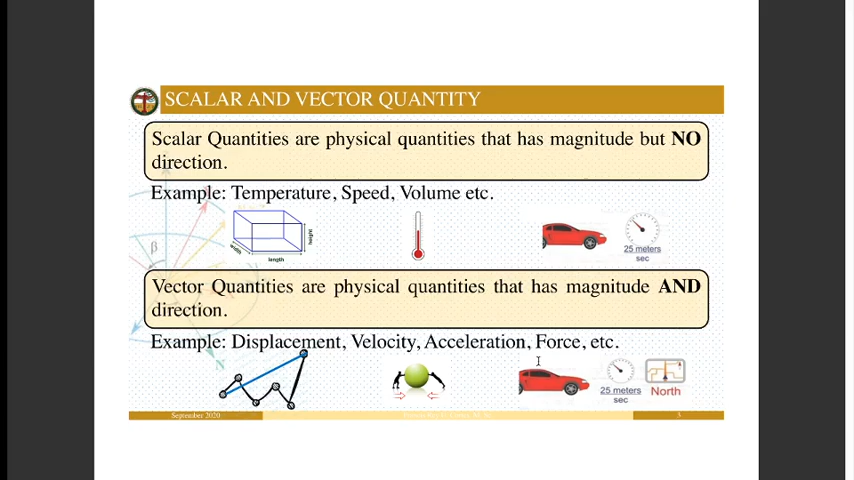 SCALAR AND VECTOR QUANTITY
Scalar Quantities are physical quantities that has magnitude but NO
direction.
Example: Temperature, Speed, Volume etc.
width
length
height
25 meters
sec
β
Vector Quantities are physical quantities that has magnitude AND
direction.
Example: Displacement, Velocity, Acceleration, Force, etc.
N
25 meters
sec
North
September 2020
3